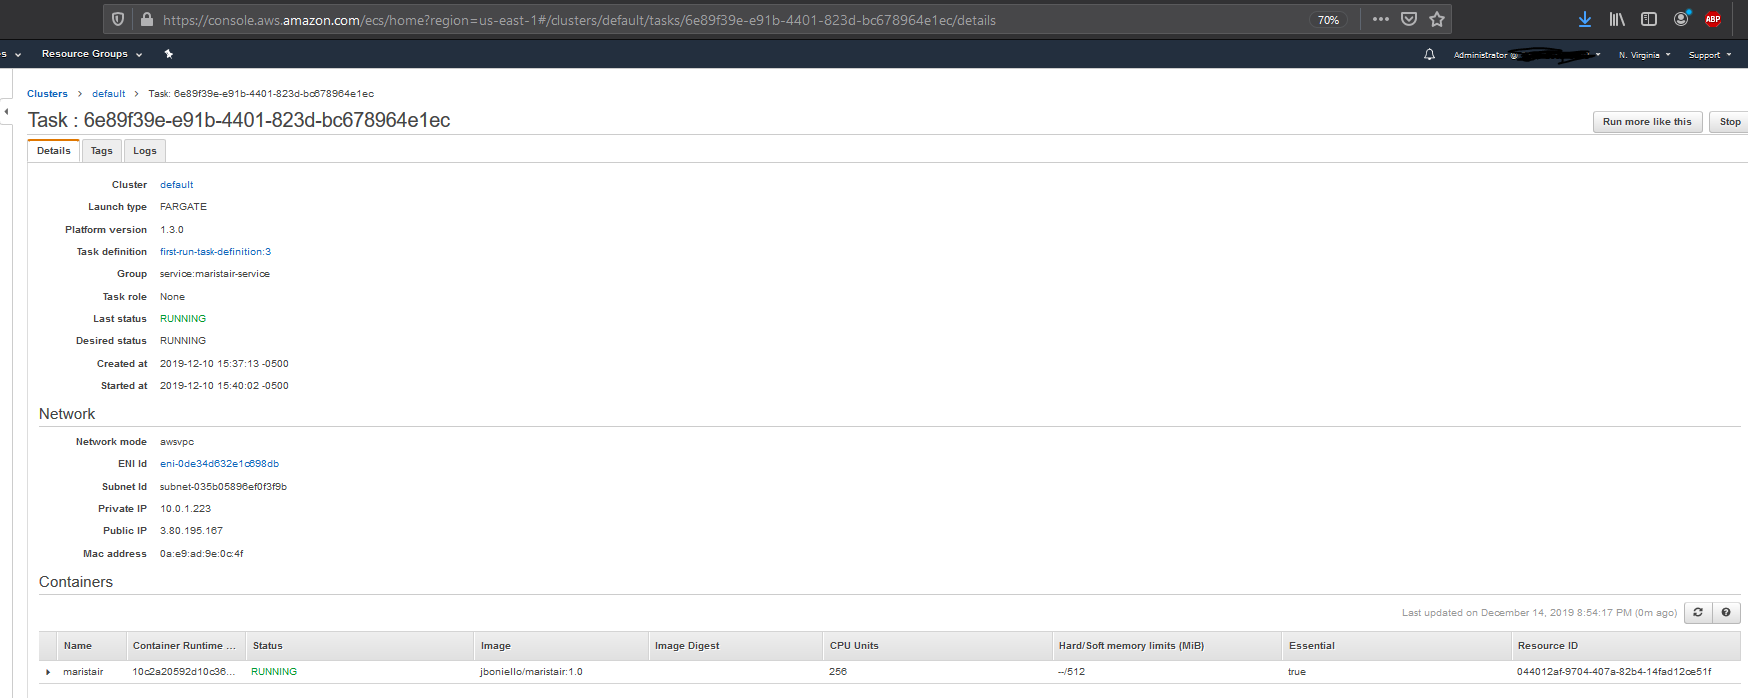 https://console.aws.amazon.com/ecs/home?region=us-east-1#/clusters/default/tasks/6e89f39e-e91b-4401-823d-bc678964e1ec/details 70% ABP
s Resource Groups Administrator @ N. Virginia Support
Clusters > default > Task: 6e89f39e-e91b-4401-823d-bc678964e1ec
Task : 6e89f39e-e91b-4401-823d-bc678964e1ec Run more like this Stop
Details Tags Logs
Cluster default
Launch type FARGATE
Platform version 1.3.0
Task definition first-run-task-definition:3
Group service:maristair-service
Task role None
Last status RUNNING
Desired status RUNNING
Created at 2019-12-10 15:37:13 -0500
Started at 2019-12-10 15:40:02 -0500
Network
Network mode awsvpc
ENI Id eni-0de34d632e1c698db
Subnet Id subnet-035b05896ef0f3f9b
Private IP 10.0.1.223
Public IP 3.80.195.167
Mac address 0a:e9:ad:9e:0c:4f
Containers
Last updated on December 14, 2019 8:54:17 PM (0m ago)
Name Container Runtime ... Status Image Image Digest CPU Units Hard/Soft memory limits (MiB) Essential Resource ID
maristair 10c2a20592d10c36... RUNNING jboniello/maristair:1.0 256 --/512 true 044012af-9704-407a-82b4-14fad12ce51f